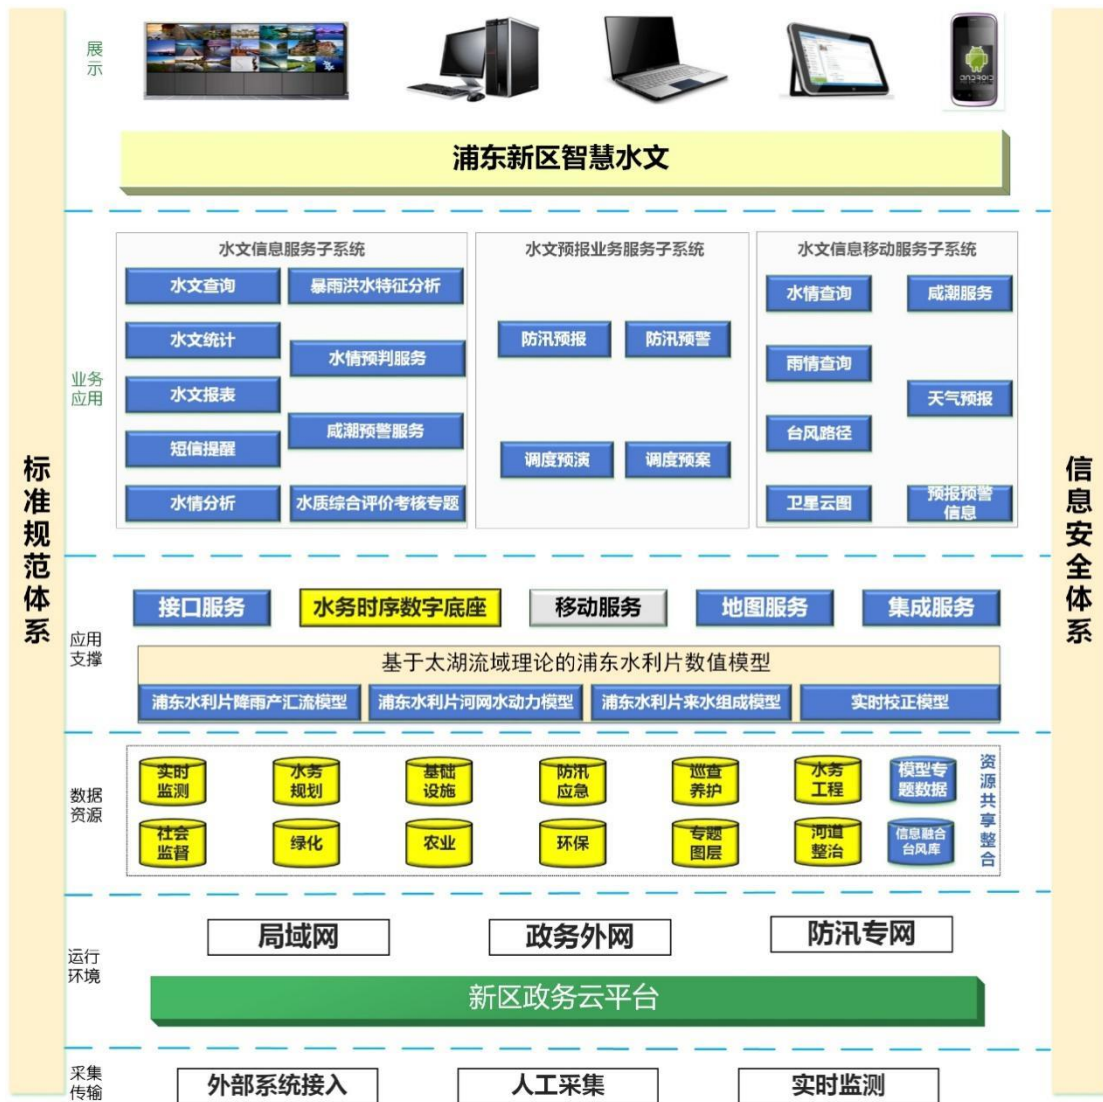 展示
ANDROID
浦东新区智慧水文
标准规范体系
信息安全体系
业务
应用
水文信息服务子系统
水文查询
暴雨洪水特征分析
水文统计
水情预判服务
水文报表
咸潮预警服务
短信提醒
水情分析
水质综合评价考核专题
水文预报业务服务子系统
防汛预报
防汛预警
调度预演
调度预案
水文信息移动服务子系统
水情查询
咸潮服务
雨情查询
天气预报
台风路径
卫星云图
预报预警
信息
应用
支撑
接口服务
水务时序数字底座
移动服务
地图服务
集成服务
基于太湖流域理论的浦东水利片数值模型
浦东水利片降雨产汇流模型
浦东水利片河网水动力模型
浦东水利片来水组成模型
实时校正模型
数据
资源
实时
监测
水务
规划
基础
设施
防汛
应急
巡查
养护
水务
工程
模型专
题数据
社会
监督
绿化
农业
环保
专题
图层
河道
整治
信息融合
台风库
资源共享整合
运行
环境
局域网
政务外网
防汛专网
新区政务云平台
采集
传输
外部系统接入
人工采集
实时监测